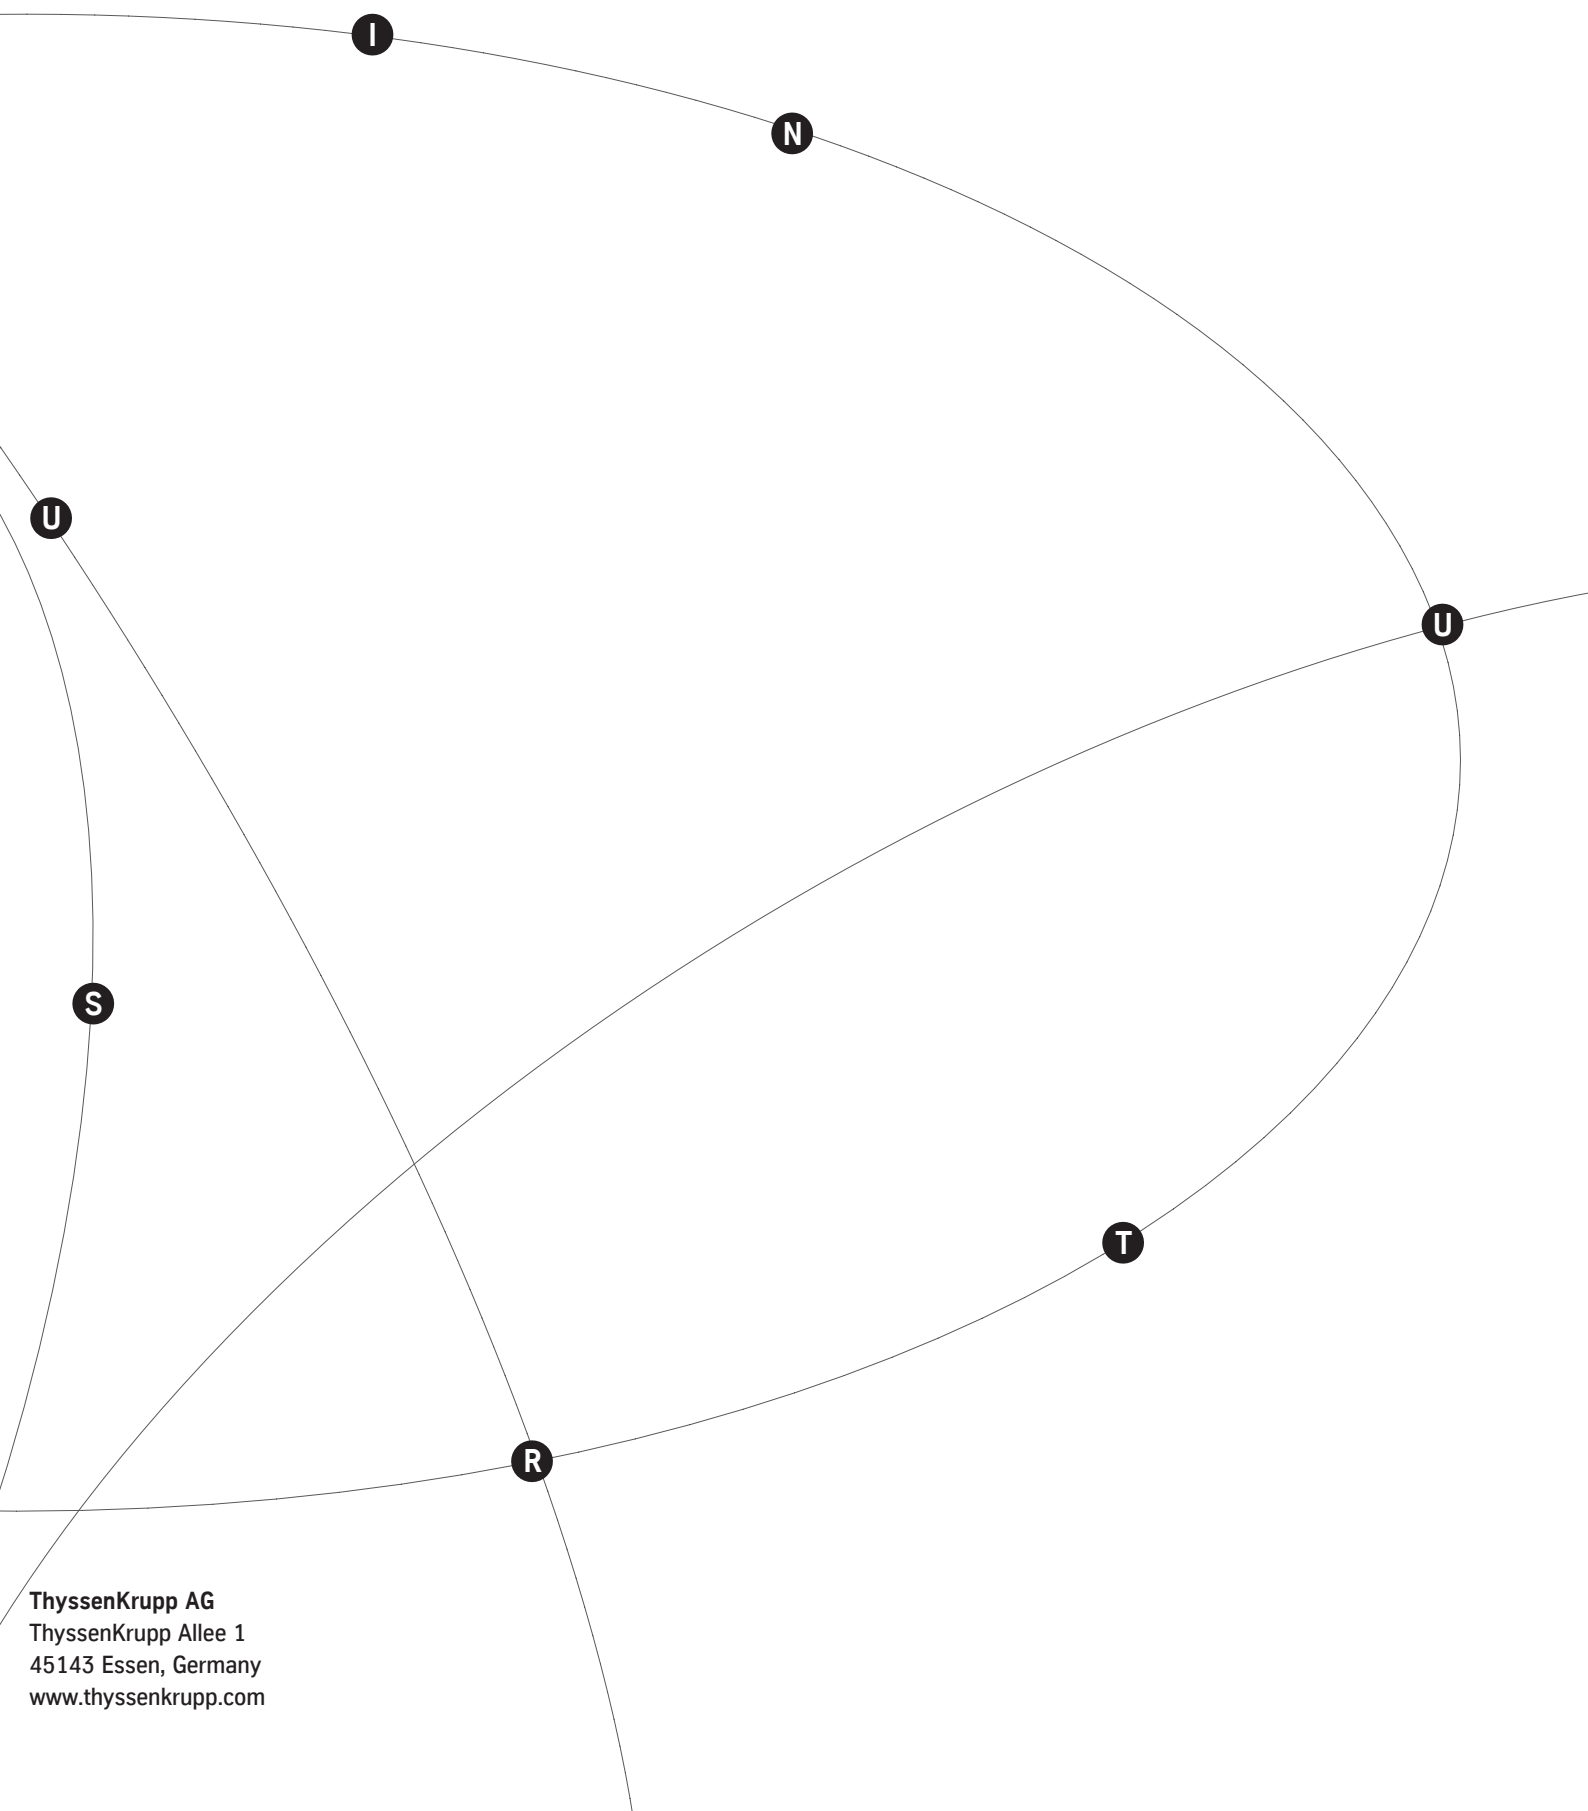 I
N
U
U
S
T
R
ThyssenKrupp AG
ThyssenKrupp Allee 1
45143 Essen, Germany
www.thyssenkrupp.com